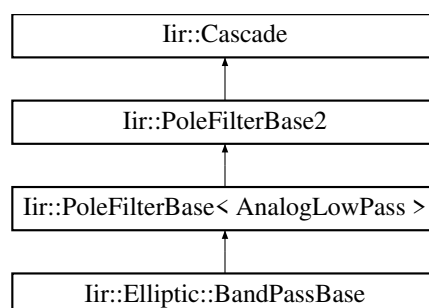 Iir::Cascade
Iir::PoleFilterBase2
Iir::PoleFilterBase< AnalogLowPass >
Iir::Elliptic::BandPassBase